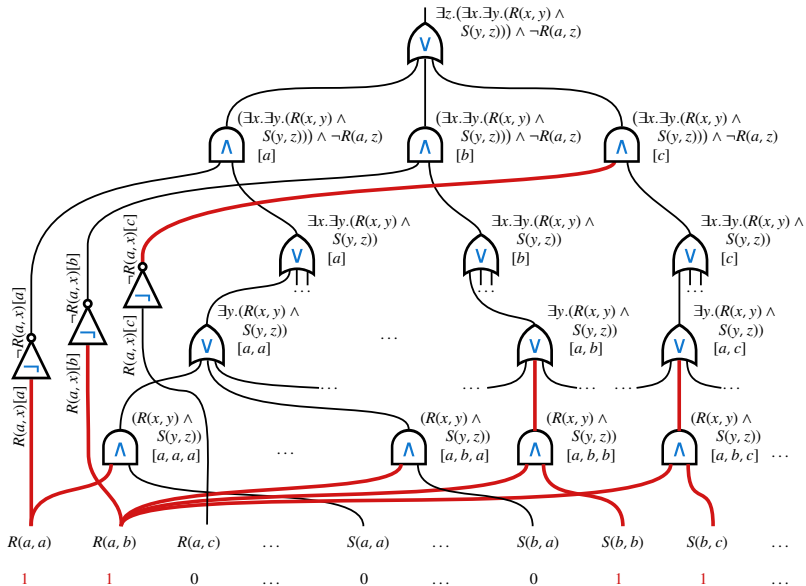 ∃z.(∃x.∃y.(R(x, y) ∧
S(y, z))) ∧ ¬R(a, z)
∨
(∃x.∃y.(R(x, y) ∧
S(y, z))) ∧ ¬R(a, z)
[a]
∧
(∃x.∃y.(R(x, y) ∧
S(y, z))) ∧ ¬R(a, z)
[b]
∧
(∃x.∃y.(R(x, y) ∧
S(y, z))) ∧ ¬R(a, z)
[c]
∧
∃x.∃y.(R(x, y) ∧
S(y, z))
[a]
∨
...
∃x.∃y.(R(x, y) ∧
S(y, z))
[b]
∨
...
∃x.∃y.(R(x, y) ∧
S(y, z))
[c]
∨
...
¬R(a, x)[a]
¬
R(a, x)[a]
¬R(a, x)[b]
¬
R(a, x)[b]
¬R(a, x)[c]
¬
R(a, x)[c]
∃y.(R(x, y) ∧
S(y, z))
[a, a]
∨
...
...
∃y.(R(x, y) ∧
S(y, z))
[a, b]
∨
... ...
∃y.(R(x, y) ∧
S(y, z))
[a, c]
∨
... ...
(R(x, y) ∧
S(y, z))
[a, a, a]
∧
...
(R(x, y) ∧
S(y, z))
[a, b, a]
∧
(R(x, y) ∧
S(y, z))
[a, b, b]
∧
(R(x, y) ∧
S(y, z))
[a, b, c]
∧
...
R(a, a) R(a, b) R(a, c) ... S(a, a) ... S(b, a) S(b, b) S(b, c) ...
1 1 0 ... 0 ... 0 1 1 ...